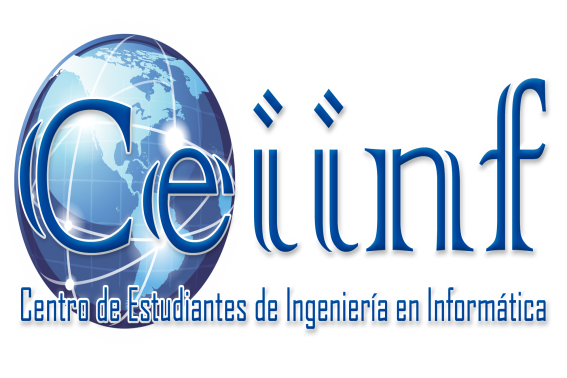 Ceiinf
Centro de Estudiantes de Ingeniería en Informática